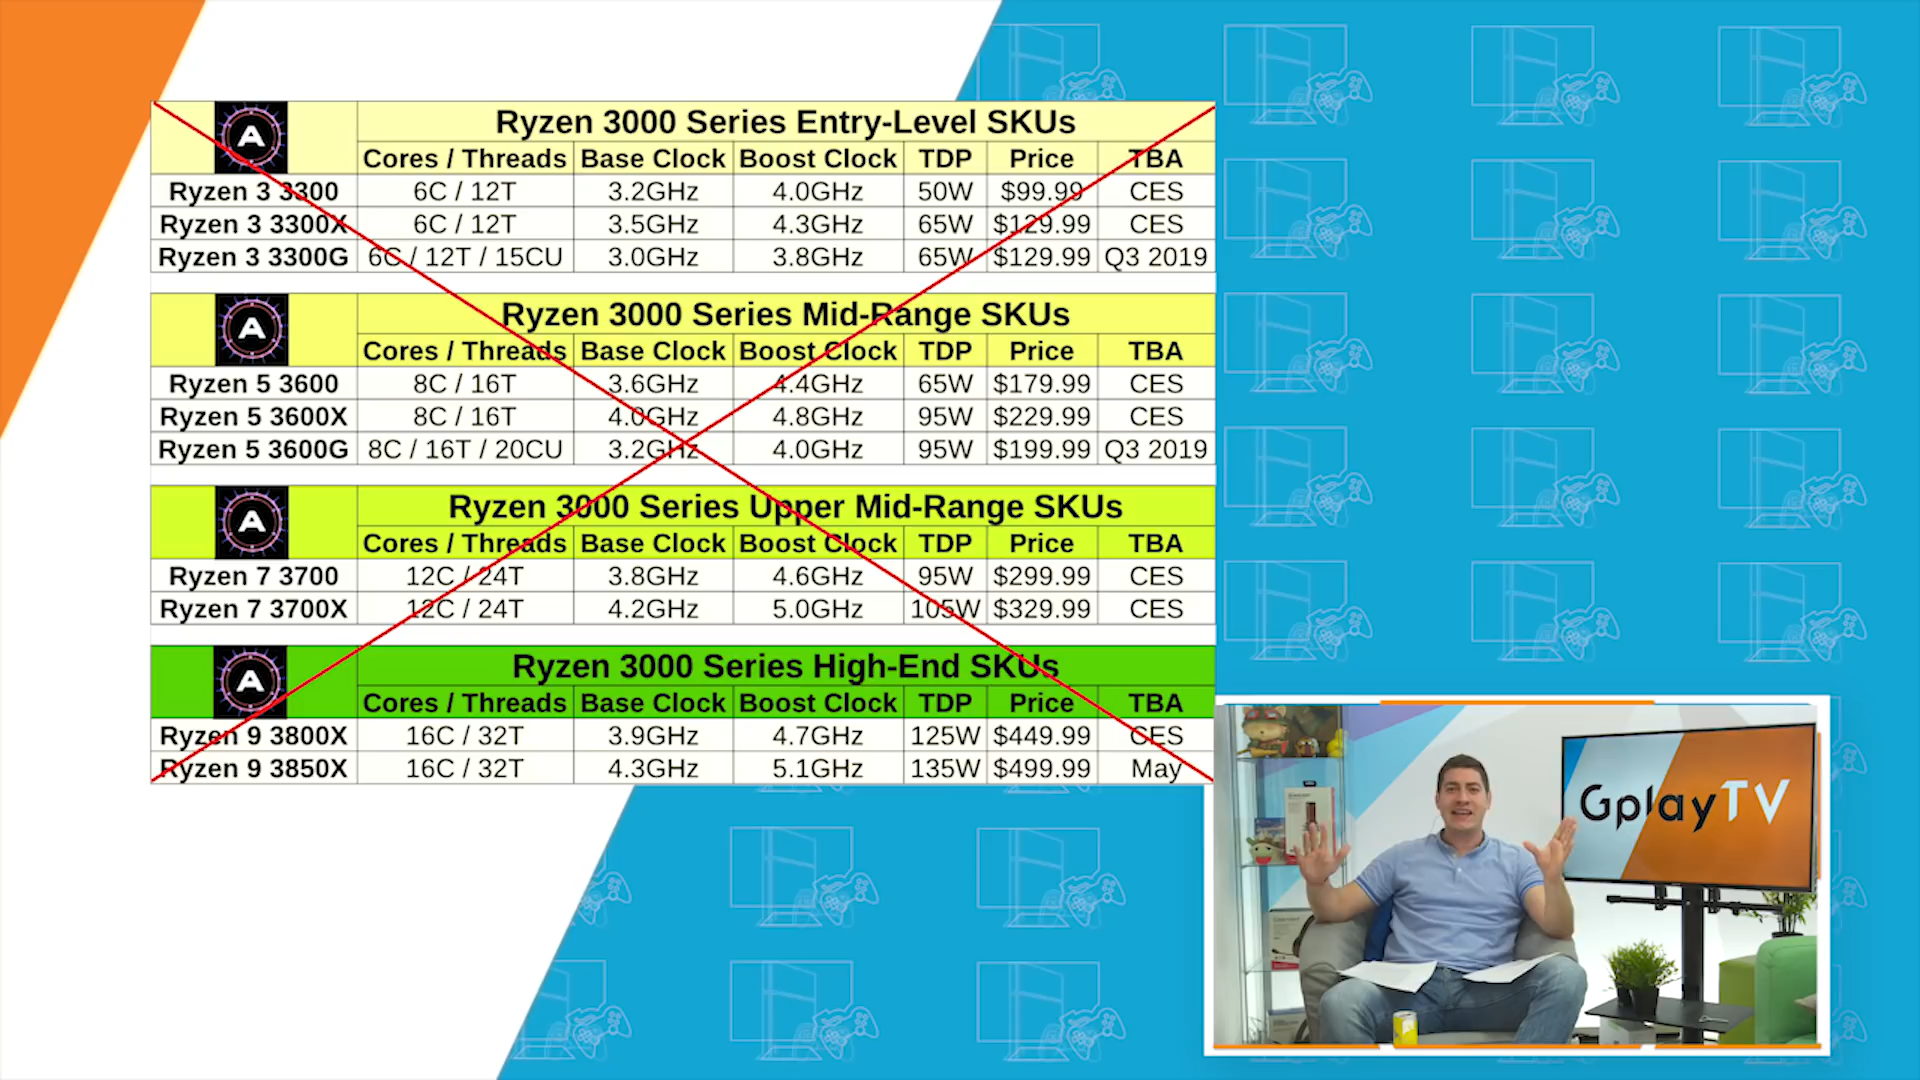 A
Ryzen 3000 Series Entry-Level SKUs
Cores / Threads Base Clock Boost Clock TDP Price TBA
Ryzen 3 3300 6C / 12T 3.2GHz 4.0GHz 50W $99.99 CES
Ryzen 3 3300X 6C / 12T 3.5GHz 4.3GHz 65W $129.99 CES
Ryzen 3 3300G 6C / 12T / 15CU 3.0GHz 3.8GHz 65W $129.99 Q3 2019
A
Ryzen 3000 Series Mid-Range SKUs
Cores / Threads Base Clock Boost Clock TDP Price TBA
Ryzen 5 3600 8C / 16T 3.6GHz 4.4GHz 65W $179.99 CES
Ryzen 5 3600X 8C / 16T 4.0GHz 4.8GHz 95W $229.99 CES
Ryzen 5 3600G 8C / 16T / 20CU 3.2GHz 4.0GHz 95W $199.99 Q3 2019
A
Ryzen 3000 Series Upper Mid-Range SKUs
Cores / Threads Base Clock Boost Clock TDP Price TBA
Ryzen 7 3700 12C / 24T 3.8GHz 4.6GHz 95W $299.99 CES
Ryzen 7 3700X 12C / 24T 4.2GHz 5.0GHz 105W $329.99 CES
A
Ryzen 3000 Series High-End SKUs
Cores / Threads Base Clock Boost Clock TDP Price TBA
Ryzen 9 3800X 16C / 32T 3.9GHz 4.7GHz 125W $449.99 CES
Ryzen 9 3850X 16C / 32T 4.3GHz 5.1GHz 135W $499.99 May
GplayTV